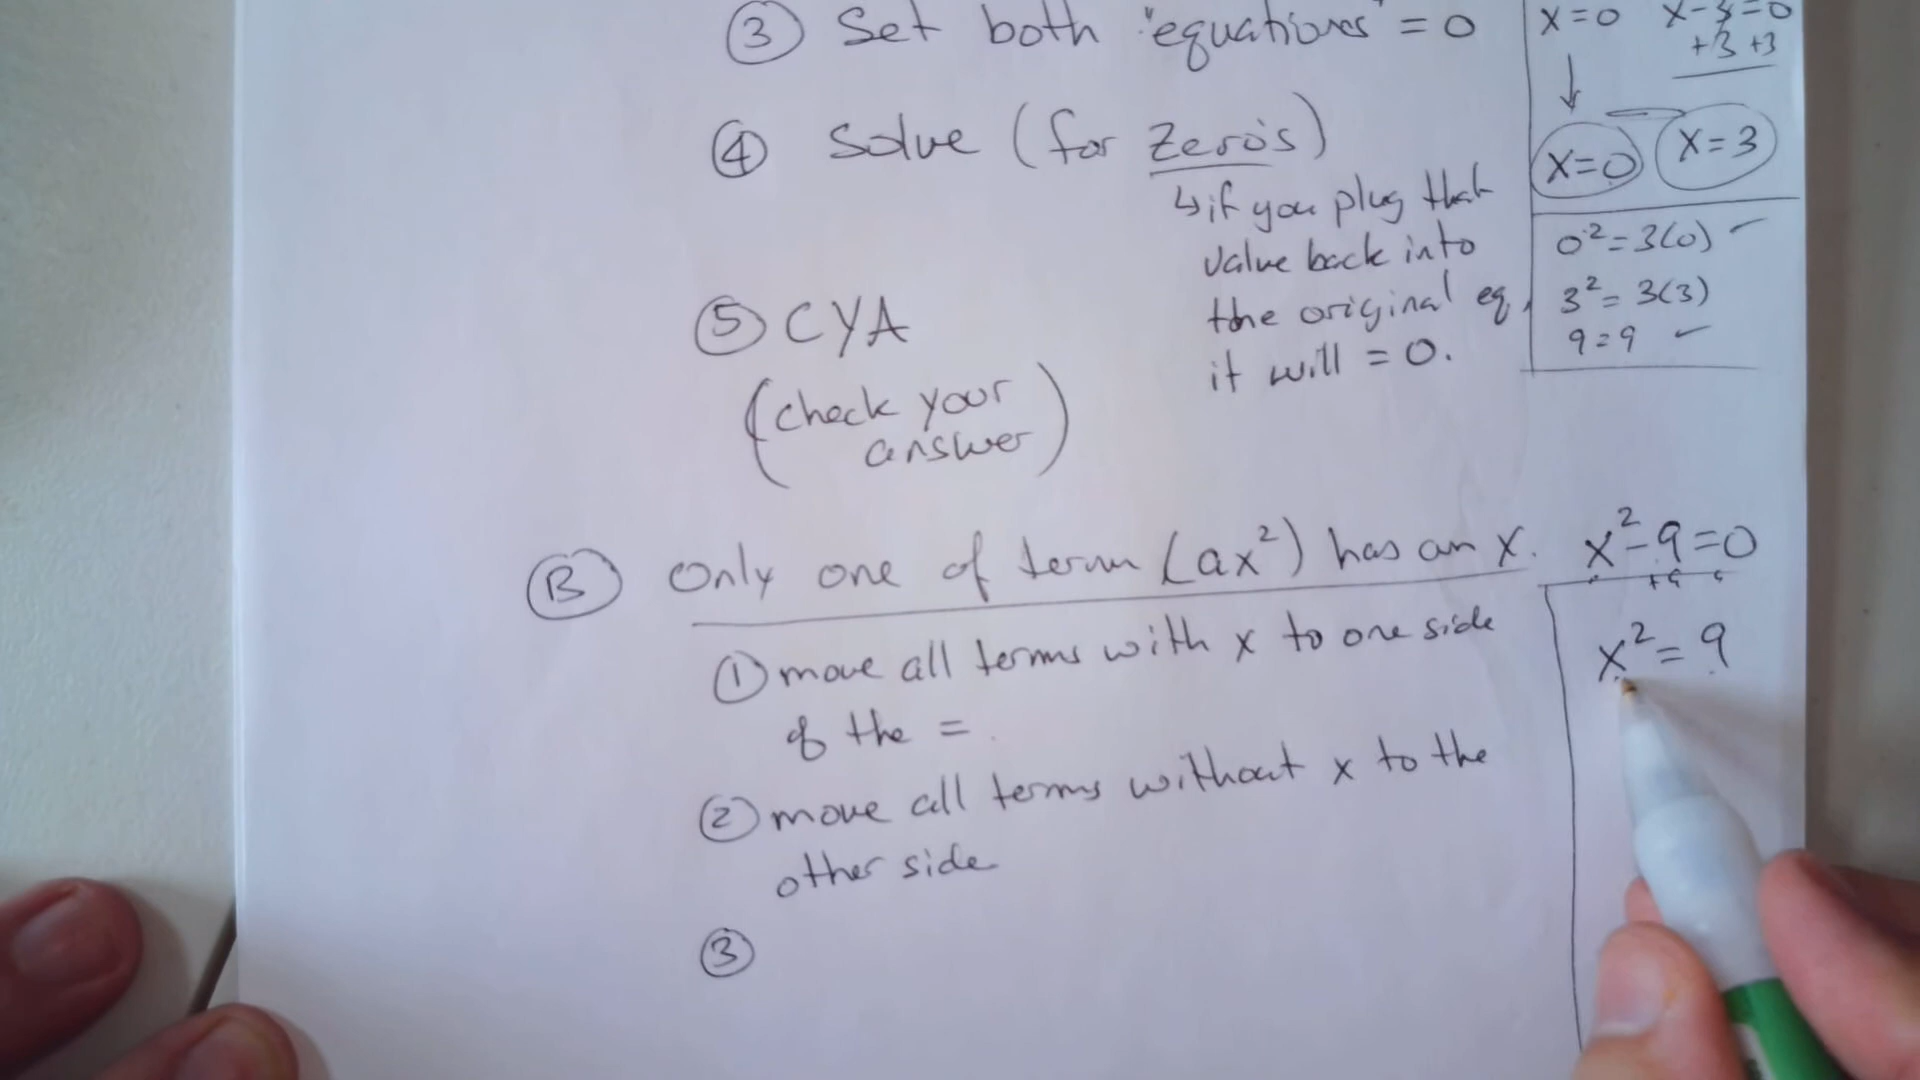 ③ Set both "equations" = 0
④ Solve (for Zero's)
↳ if you plug that
value back into
the original eq,
it will = 0.
⑤ CYA
(check your
answer)
x=0 x-3=0
+3 +3
x=0 x=3
0²=3(0) ✓
3²=3(3)
9=9 ✓
Ⓑ Only one of term (ax²) has an x. x²-9=0
+9
① move all terms with x to one side
of the =.
x²=9
② move all terms without x to the
other side
③